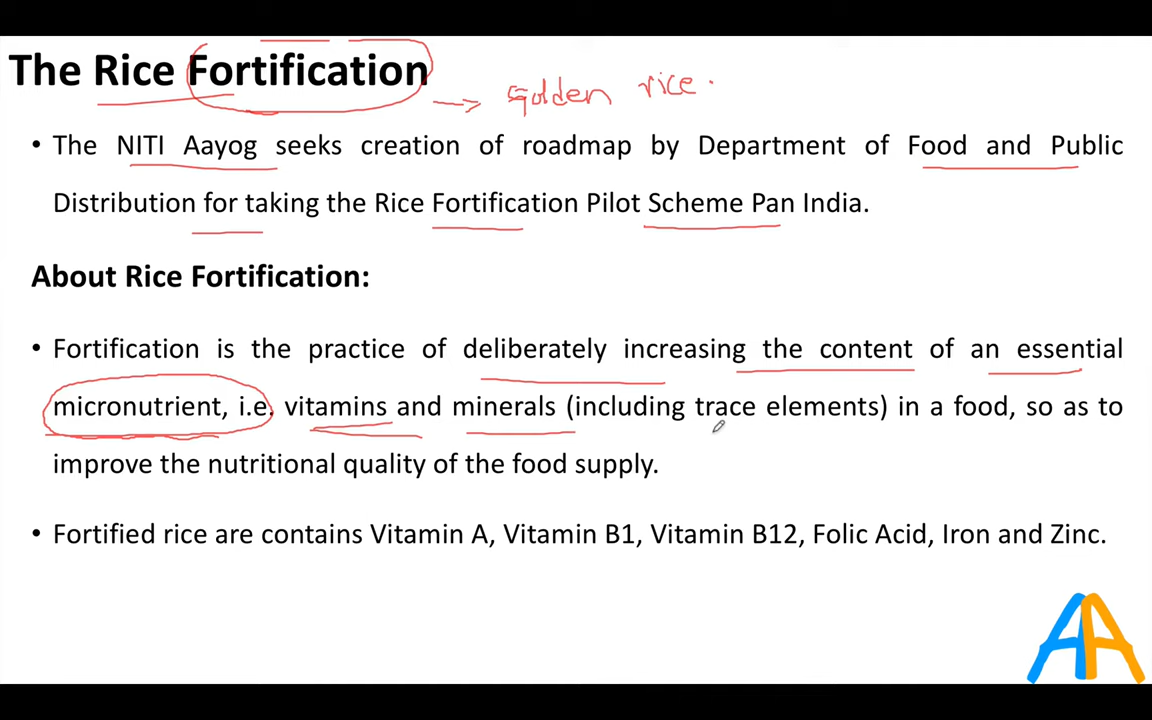 The Rice Fortification
golden rice.
• The NITI Aayog seeks creation of roadmap by Department of Food and Public
Distribution for taking the Rice Fortification Pilot Scheme Pan India.
About Rice Fortification:
• Fortification is the practice of deliberately increasing the content of an essential
micronutrient, i.e. vitamins and minerals (including trace elements) in a food, so as to
improve the nutritional quality of the food supply.
• Fortified rice are contains Vitamin A, Vitamin B1, Vitamin B12, Folic Acid, Iron and Zinc.
AA